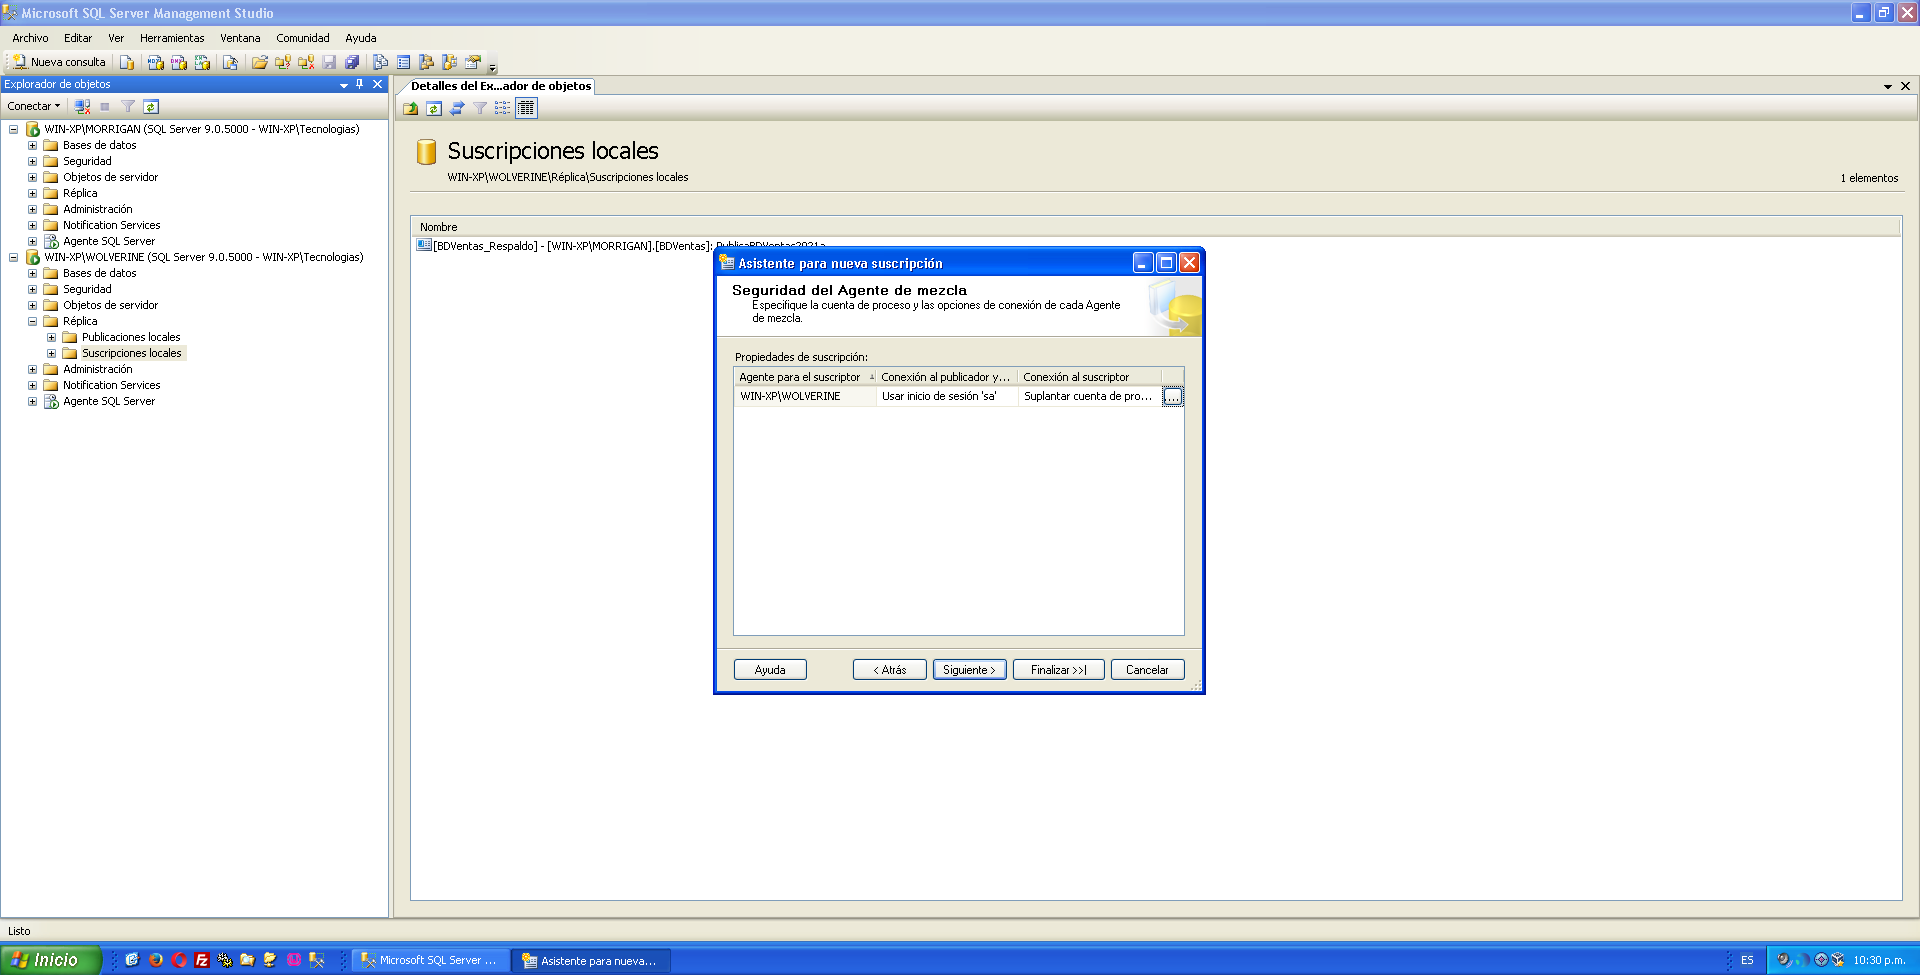 Microsoft SQL Server Management Studio
Archivo Editar Ver Herramientas Ventana Comunidad Ayuda
Nueva consulta
Explorador de objetos
Conectar
WIN-XP\MORRIGAN (SQL Server 9.0.5000 - WIN-XP\Tecnologias)
Bases de datos
Seguridad
Objetos de servidor
Réplica
Administración
Notification Services
Agente SQL Server
WIN-XP\WOLVERINE (SQL Server 9.0.5000 - WIN-XP\Tecnologias)
Bases de datos
Seguridad
Objetos de servidor
Réplica
Publicaciones locales
Suscripciones locales
Administración
Notification Services
Agente SQL Server
Detalles del Ex...ador de objetos
Suscripciones locales
WIN-XP\WOLVERINE\Réplica\Suscripciones locales
1 elementos
Nombre
[BDVentas_Respaldo] - [WIN-XP\MORRIGAN].[BDVentas]: PublicaBDVentas2021a
Asistente para nueva suscripción
Seguridad del Agente de mezcla
Especifique la cuenta de proceso y las opciones de conexión de cada Agente
de mezcla.
Propiedades de suscripción:
Agente para el suscriptor Conexión al publicador y... Conexión al suscriptor
WIN-XP\WOLVERINE Usar inicio de sesión 'sa' Suplantar cuenta de pro... ...
Ayuda < Atrás Siguiente > Finalizar >>| Cancelar
Listo
Inicio Microsoft SQL Server ... Asistente para nueva... ES 10:30 p.m.